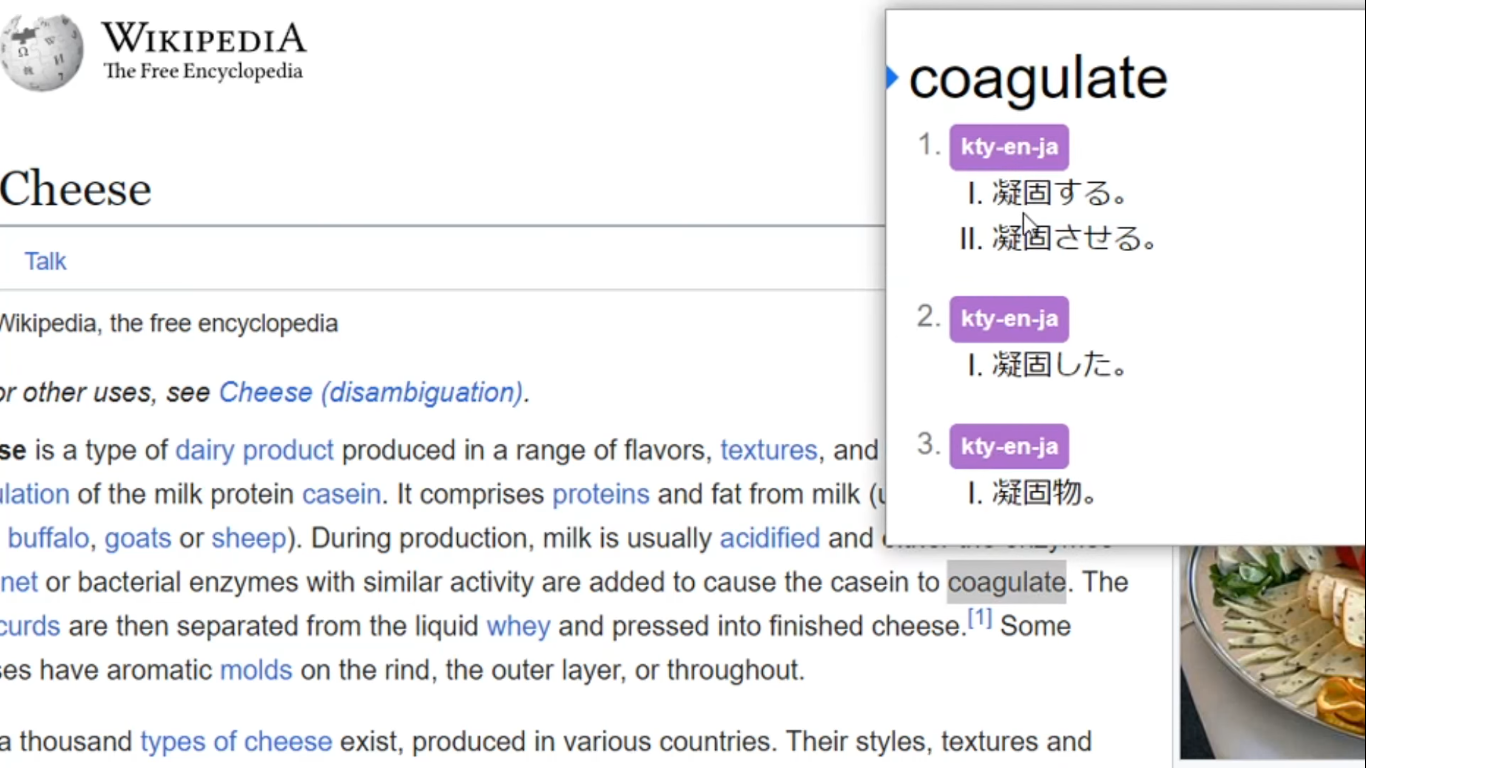 WIKIPEDIA
The Free Encyclopedia
Cheese
Talk
Wikipedia, the free encyclopedia
or other uses, see Cheese (disambiguation).
se is a type of dairy product produced in a range of flavors, textures, and
ulation of the milk protein casein. It comprises proteins and fat from milk (
buffalo, goats or sheep). During production, milk is usually acidified and either the enzymes
net or bacterial enzymes with similar activity are added to cause the casein to coagulate. The
curds are then separated from the liquid whey and pressed into finished cheese.[1] Some
ses have aromatic molds on the rind, the outer layer, or throughout.
a thousand types of cheese exist, produced in various countries. Their styles, textures and
coagulate
1. kty-en-ja
I. 凝固する。
II. 凝固させる。
2. kty-en-ja
I. 凝固した。
3. kty-en-ja
I. 凝固物。